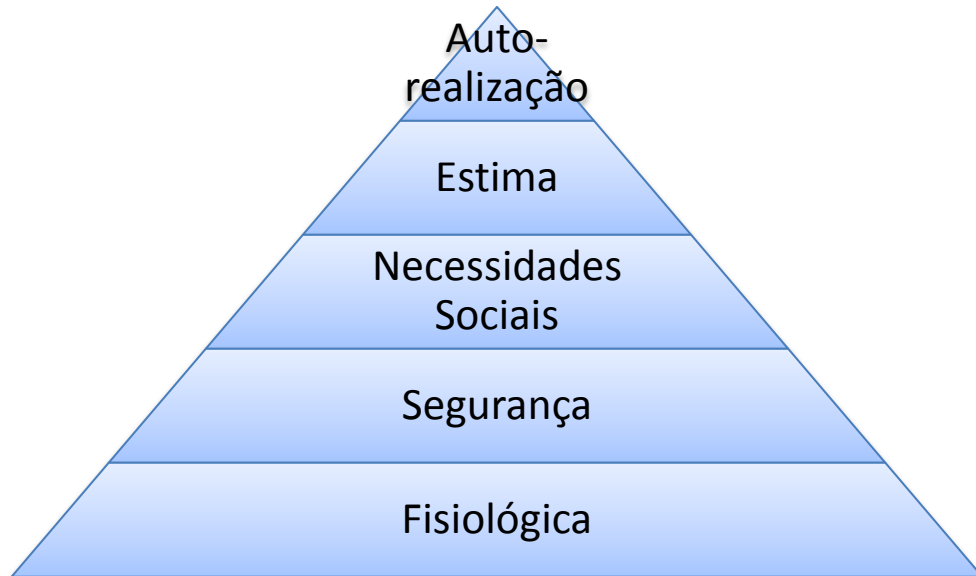 Auto-
realização
Estima
Necessidades
Sociais
Segurança
Fisiológica